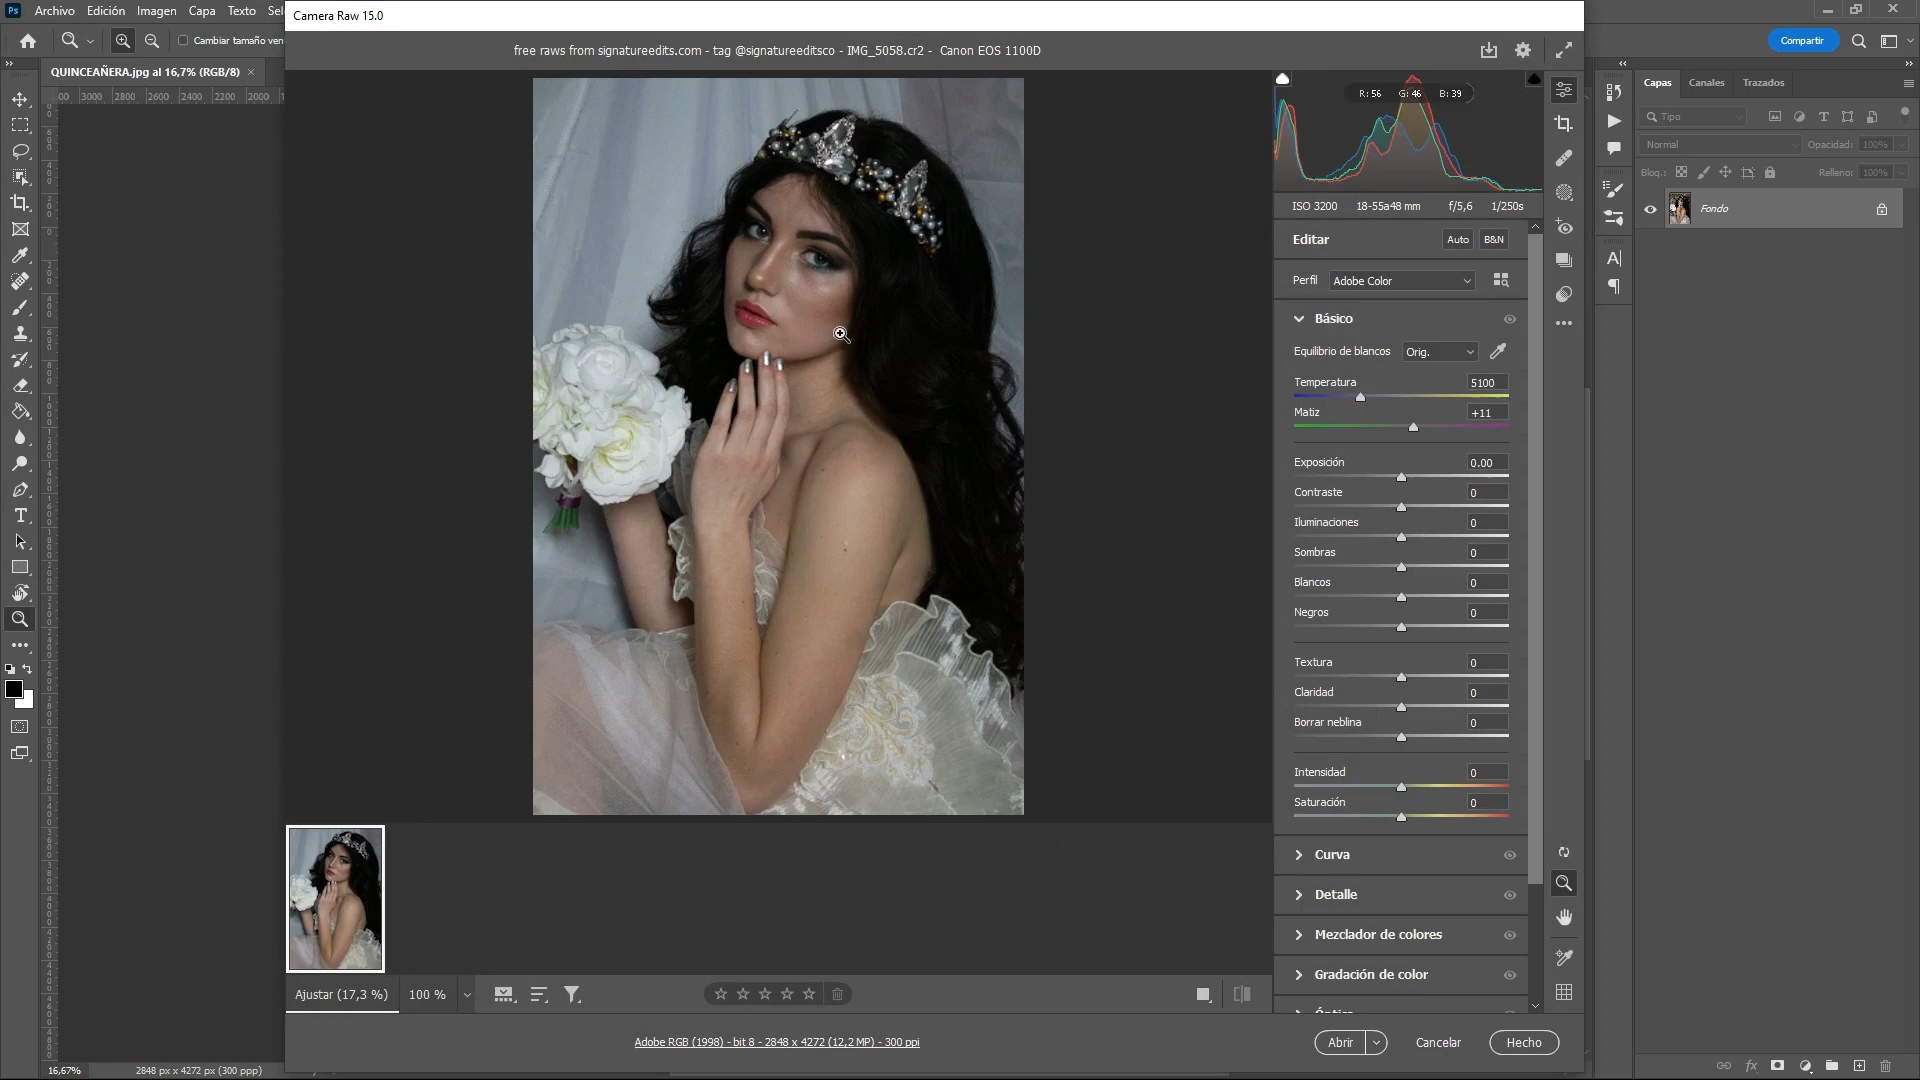 Ps Archivo Edición Imagen Capa Texto Sel
Camera Raw 15.0
Cambiar tamaño ven
Compartir
free raws from signatureedits.com - tag @signatureeditsco - IMG_5058.cr2 - Canon EOS 1100D
QUINCEAÑERA.jpg al 16,7% (RGB/8) ×
3000 2800 2600 2400 2200 2000
R: 56 G: 46 B: 39
ISO 3200 18-55a48 mm f/5,6 1/250s
Editar Auto B&N
Perfil Adobe Color
Básico
Equilibrio de blancos Orig.
Temperatura 5100
Matiz +11
Exposición 0.00
Contraste 0
Iluminaciones 0
Sombras 0
Blancos 0
Negros 0
Textura 0
Claridad 0
Borrar neblina 0
Intensidad 0
Saturación 0
Curva
Detalle
Mezclador de colores
Gradación de color
Óptica
Capas Canales Trazados
Tipo
Normal Opacidad: 100%
Bloq.: Relleno: 100%
Fondo
Ajustar (17,3 %) 100 %
Adobe RGB (1998) - bit 8 - 2848 x 4272 (12,2 MP) - 300 ppi
Abrir Cancelar Hecho
16,67% 2848 px x 4272 px (300 ppp)